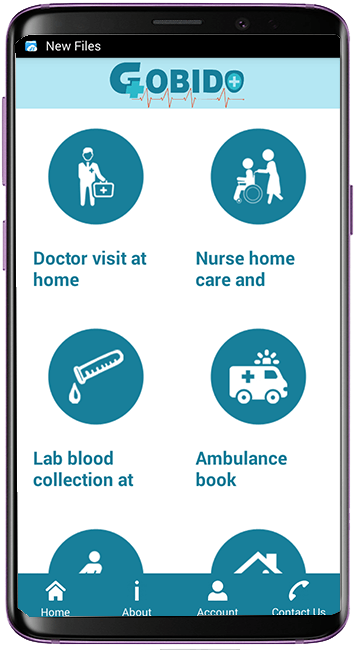 New Files
GOBIDO
Doctor visit at
home
Nurse home
care and
Lab blood
collection at
Ambulance
book
Home
About
Account
Contact Us